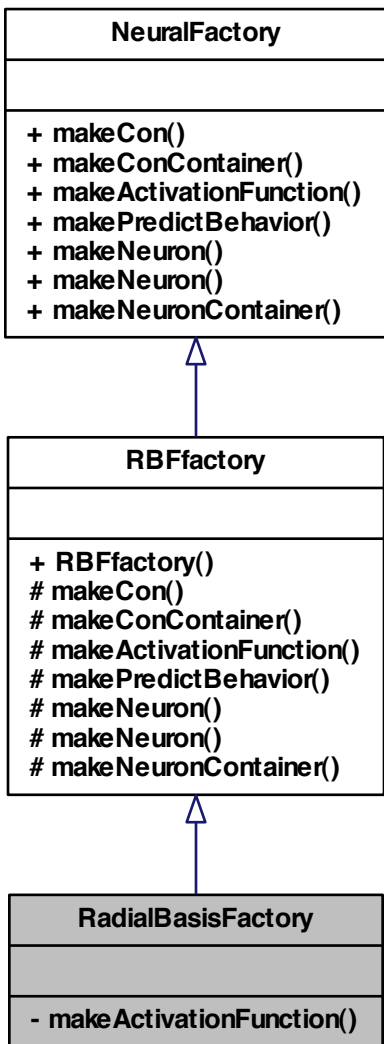 NeuralFactory
+ makeCon()
+ makeConContainer()
+ makeActivationFunction()
+ makePredictBehavior()
+ makeNeuron()
+ makeNeuron()
+ makeNeuronContainer()
RBFfactory
+ RBFfactory()
# makeCon()
# makeConContainer()
# makeActivationFunction()
# makePredictBehavior()
# makeNeuron()
# makeNeuron()
# makeNeuronContainer()
RadialBasisFactory
- makeActivationFunction()